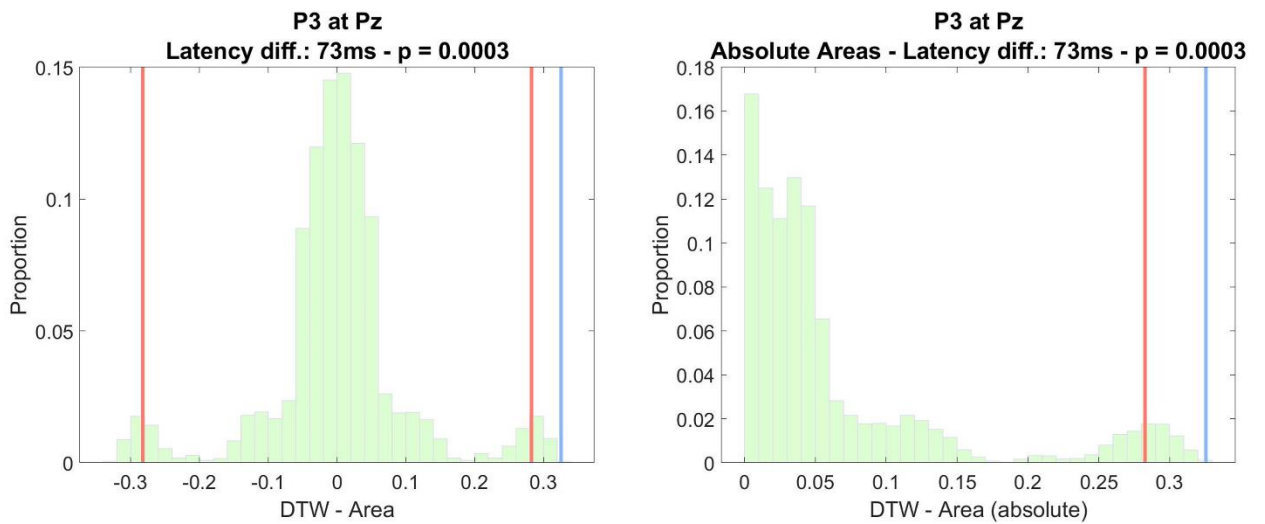 P3 at Pz
Latency diff.: 73ms - p = 0.0003
0.15
0.1
0.05
0
Proportion
-0.3 -0.2 -0.1 0 0.1 0.2 0.3
DTW - Area
P3 at Pz
Absolute Areas - Latency diff.: 73ms - p = 0.0003
0.18
0.16
0.14
0.12
0.1
0.08
0.06
0.04
0.02
0
Proportion
0 0.05 0.1 0.15 0.2 0.25 0.3
DTW - Area (absolute)